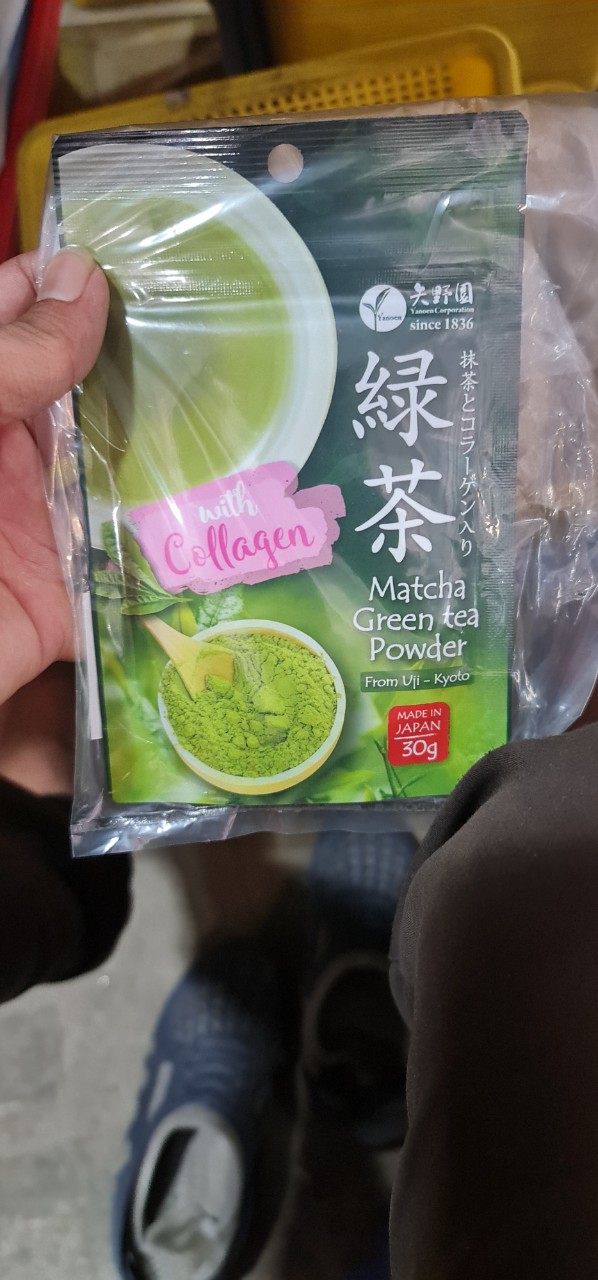 矢野園
Yanoen
Yanoen Corporation
since 1836
緑茶
抹茶とコラーゲン入り
with
Collagen
Matcha
Green tea
Powder
From Uji - Kyoto
MADE IN
JAPAN
30g